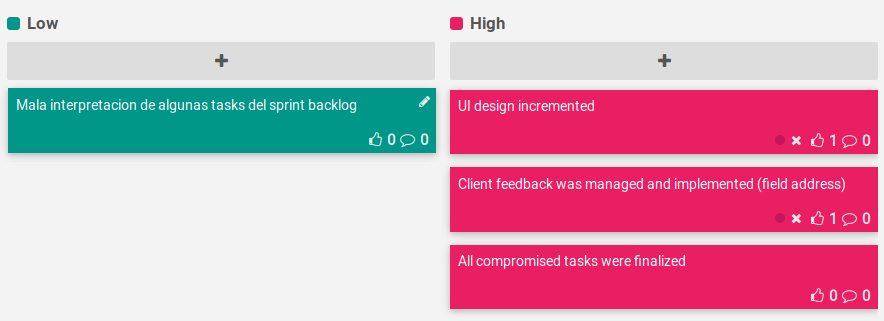 Low
Mala interpretacion de algunas tasks del sprint backlog
0 0
High
UI design incremented
1 0
Client feedback was managed and implemented (field address)
1 0
All compromised tasks were finalized
0 0